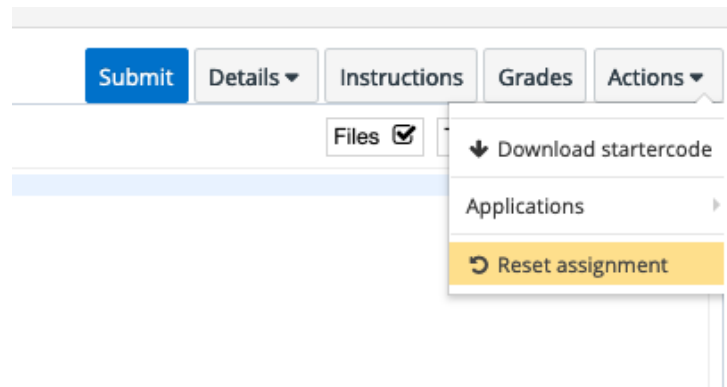 Submit Details Instructions Grades Actions
Files
Download startercode
Applications
Reset assignment